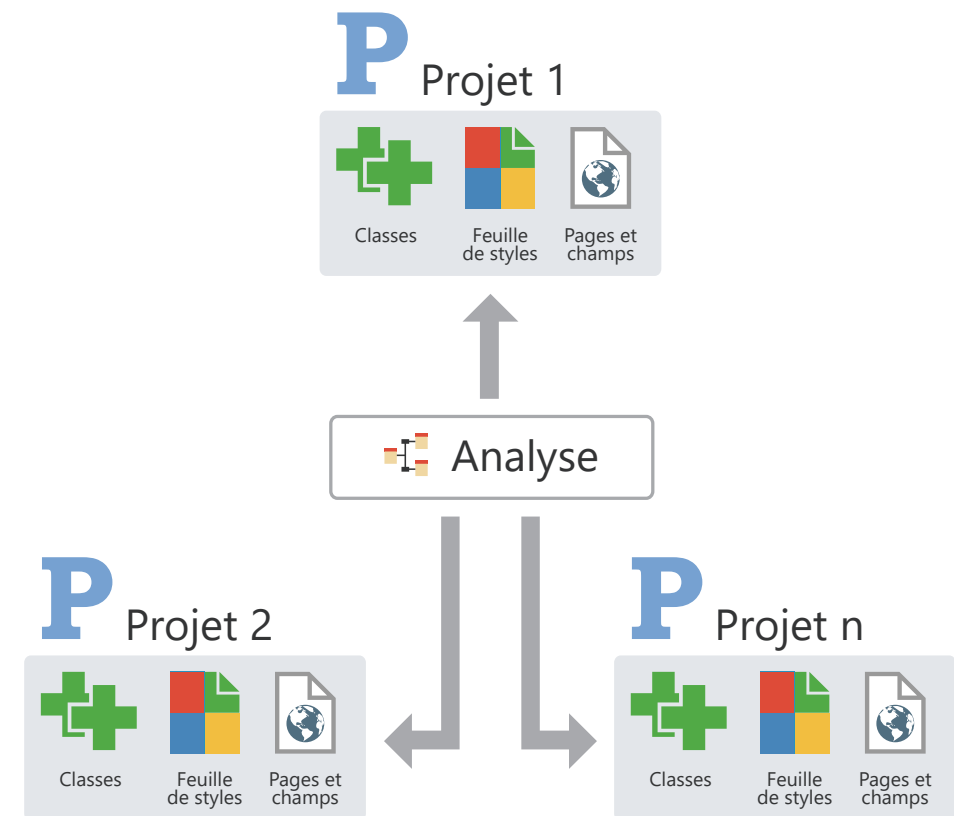 P Projet 1
Classes
Feuille
de styles
Pages et
champs
Analyse
P Projet 2
Classes
Feuille
de styles
Pages et
champs
P Projet n
Classes
Feuille
de styles
Pages et
champs